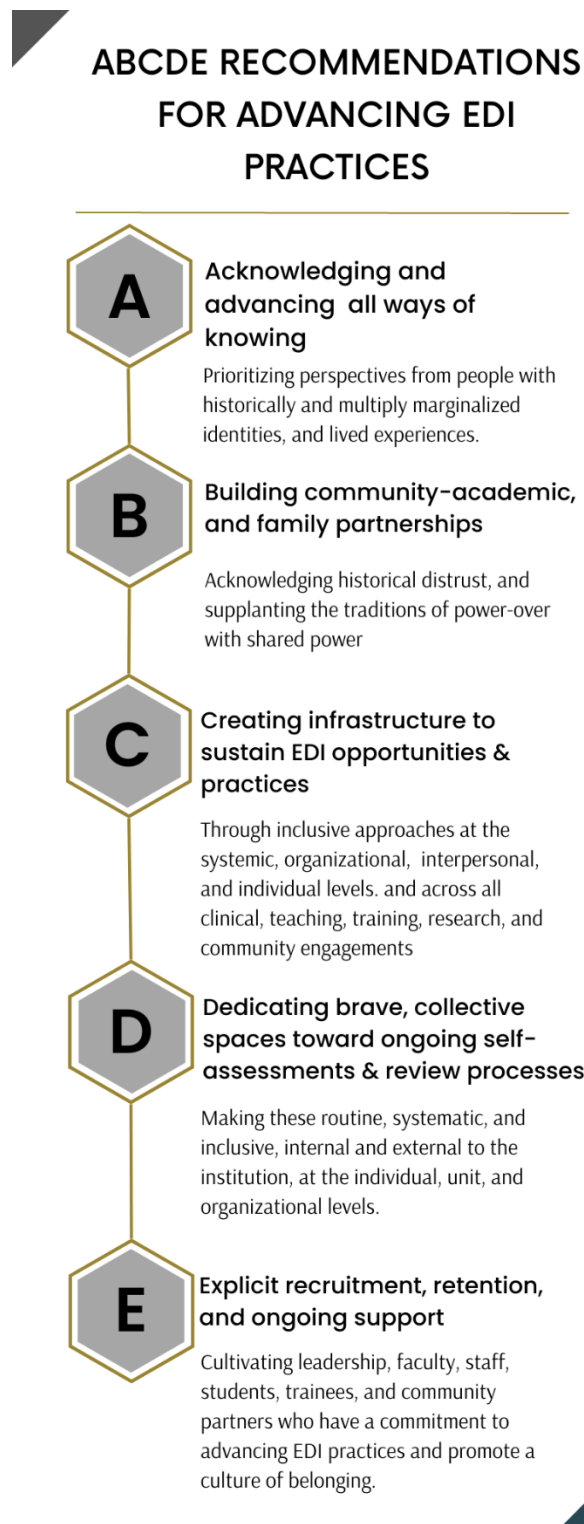 ABCDE RECOMMENDATIONS
FOR ADVANCING EDI
PRACTICES
A
Acknowledging and
advancing all ways of
knowing
Prioritizing perspectives from people with
historically and multiply marginalized
identities, and lived experiences.
B
Building community-academic,
and family partnerships
Acknowledging historical distrust, and
supplanting the traditions of power-over
with shared power
C
Creating infrastructure to
sustain EDI opportunities &
practices
Through inclusive approaches at the
systemic, organizational, interpersonal,
and individual levels. and across all
clinical, teaching, training, research, and
community engagements
D
Dedicating brave, collective
spaces toward ongoing self-
assessments & review processes
Making these routine, systematic, and
inclusive, internal and external to the
institution, at the individual, unit, and
organizational levels.
E
Explicit recruitment, retention,
and ongoing support
Cultivating leadership, faculty, staff,
students, trainees, and community
partners who have a commitment to
advancing EDI practices and promote a
culture of belonging.